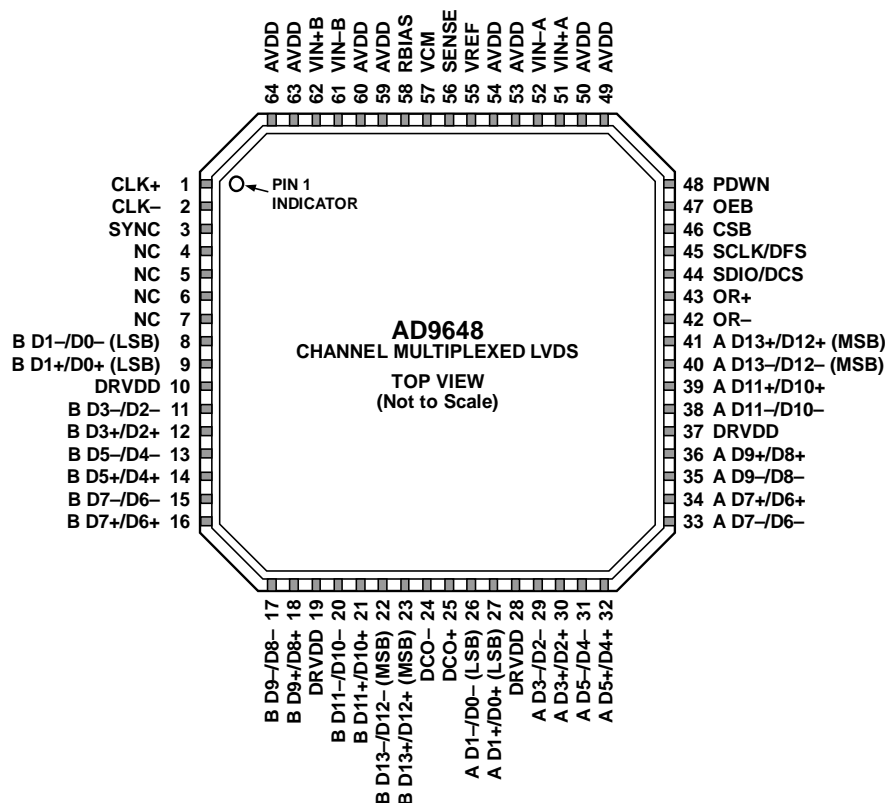 64 AVDD
63 AVDD
62 VIN+B
61 VIN–B
60 AVDD
59 AVDD
58 RBIAS
57 VCM
56 SENSE
55 VREF
54 AVDD
53 AVDD
52 VIN–A
51 VIN+A
50 AVDD
49 AVDD
CLK+ 1
CLK– 2
SYNC 3
NC 4
NC 5
NC 6
NC 7
B D1–/D0– (LSB) 8
B D1+/D0+ (LSB) 9
DRVDD 10
B D3–/D2– 11
B D3+/D2+ 12
B D5–/D4– 13
B D5+/D4+ 14
B D7–/D6– 15
B D7+/D6+ 16
PIN 1
INDICATOR
AD9648
CHANNEL MULTIPLEXED LVDS
TOP VIEW
(Not to Scale)
48 PDWN
47 OEB
46 CSB
45 SCLK/DFS
44 SDIO/DCS
43 OR+
42 OR–
41 A D13+/D12+ (MSB)
40 A D13–/D12– (MSB)
39 A D11+/D10+
38 A D11–/D10–
37 DRVDD
36 A D9+/D8+
35 A D9–/D8–
34 A D7+/D6+
33 A D7–/D6–
B D9–/D8– 17
B D9+/D8+ 18
DRVDD 19
B D11–/D10– 20
B D11+/D10+ 21
B D13–/D12– (MSB) 22
B D13+/D12+ (MSB) 23
DCO– 24
DCO+ 25
A D1–/D0– (LSB) 26
A D1+/D0+ (LSB) 27
DRVDD 28
A D3–/D2– 29
A D3+/D2+ 30
A D5–/D4– 31
A D5+/D4+ 32